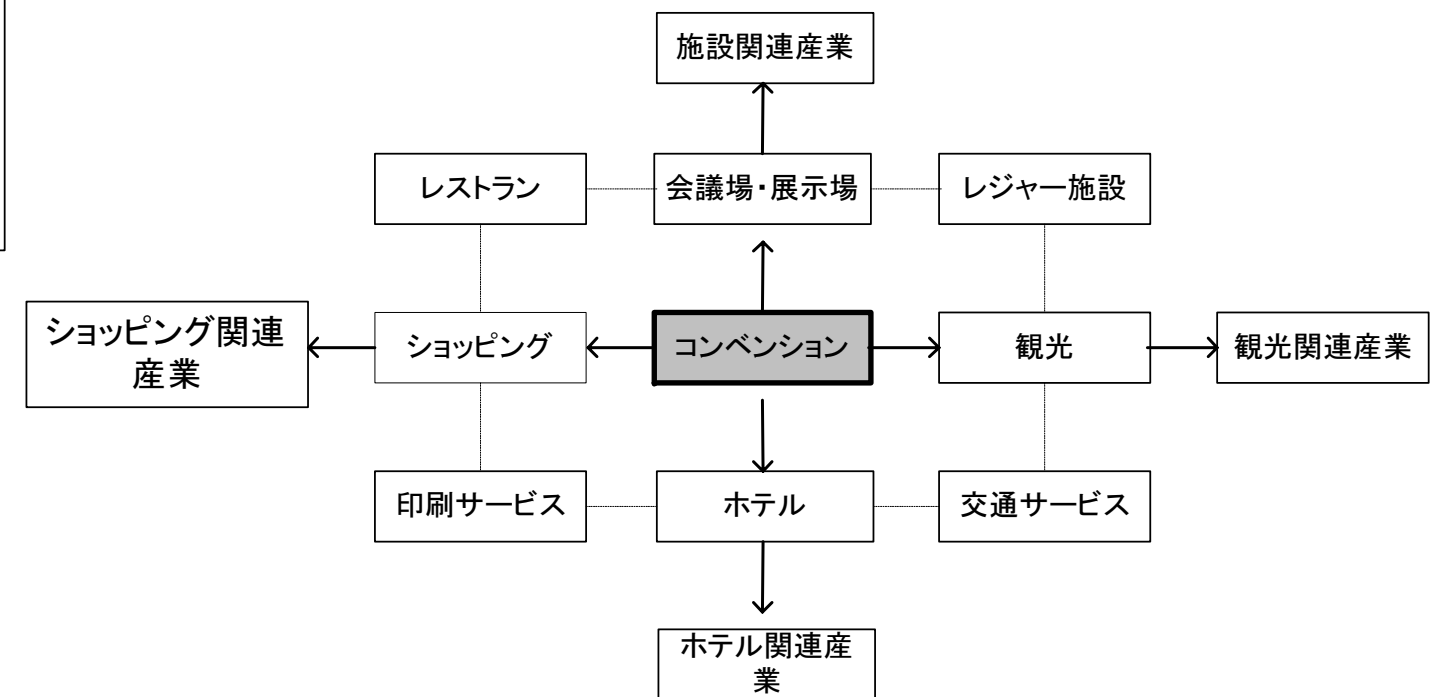 施設関連産業
レストラン
会議場・展示場
レジャー施設
ショッピング関連
産業
ショッピング
コンベンション
観光
観光関連産業
印刷サービス
ホテル
交通サービス
ホテル関連産
業